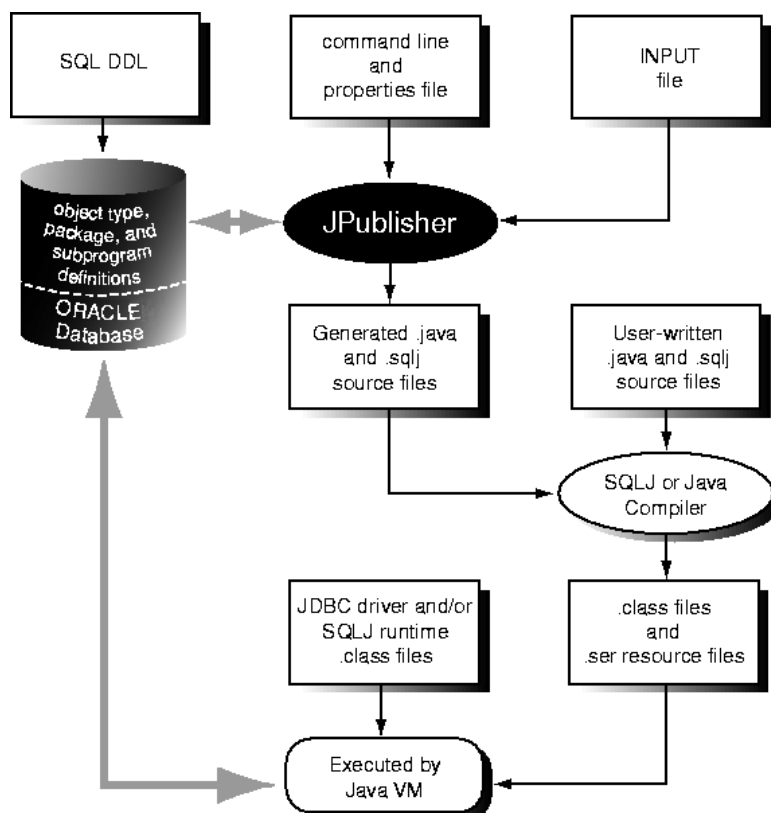 SQL DDL
command line
and
properties file
INPUT
file
object type,
package, and
subprogram
definitions
ORACLE
Database
JPublisher
Generated .java
and .sqlj
source files
User-written
.java and .sqlj
source files
SQLJ or Java
Compiler
JDBC driver and/or
SQLJ runtime
.class files
.class files
and
.ser resource files
Executed by
Java VM